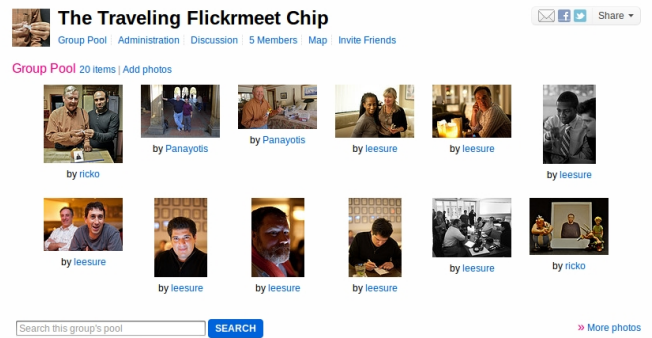 The Traveling Flickrmeet Chip
Share
Group Pool Administration Discussion 5 Members Map Invite Friends
Group Pool 20 items | Add photos
by ricko
by Panayotis
by Panayotis
by leesure
by leesure
by leesure
by leesure
by leesure
by leesure
by leesure
by leesure
by ricko
Search this group's pool SEARCH
» More photos